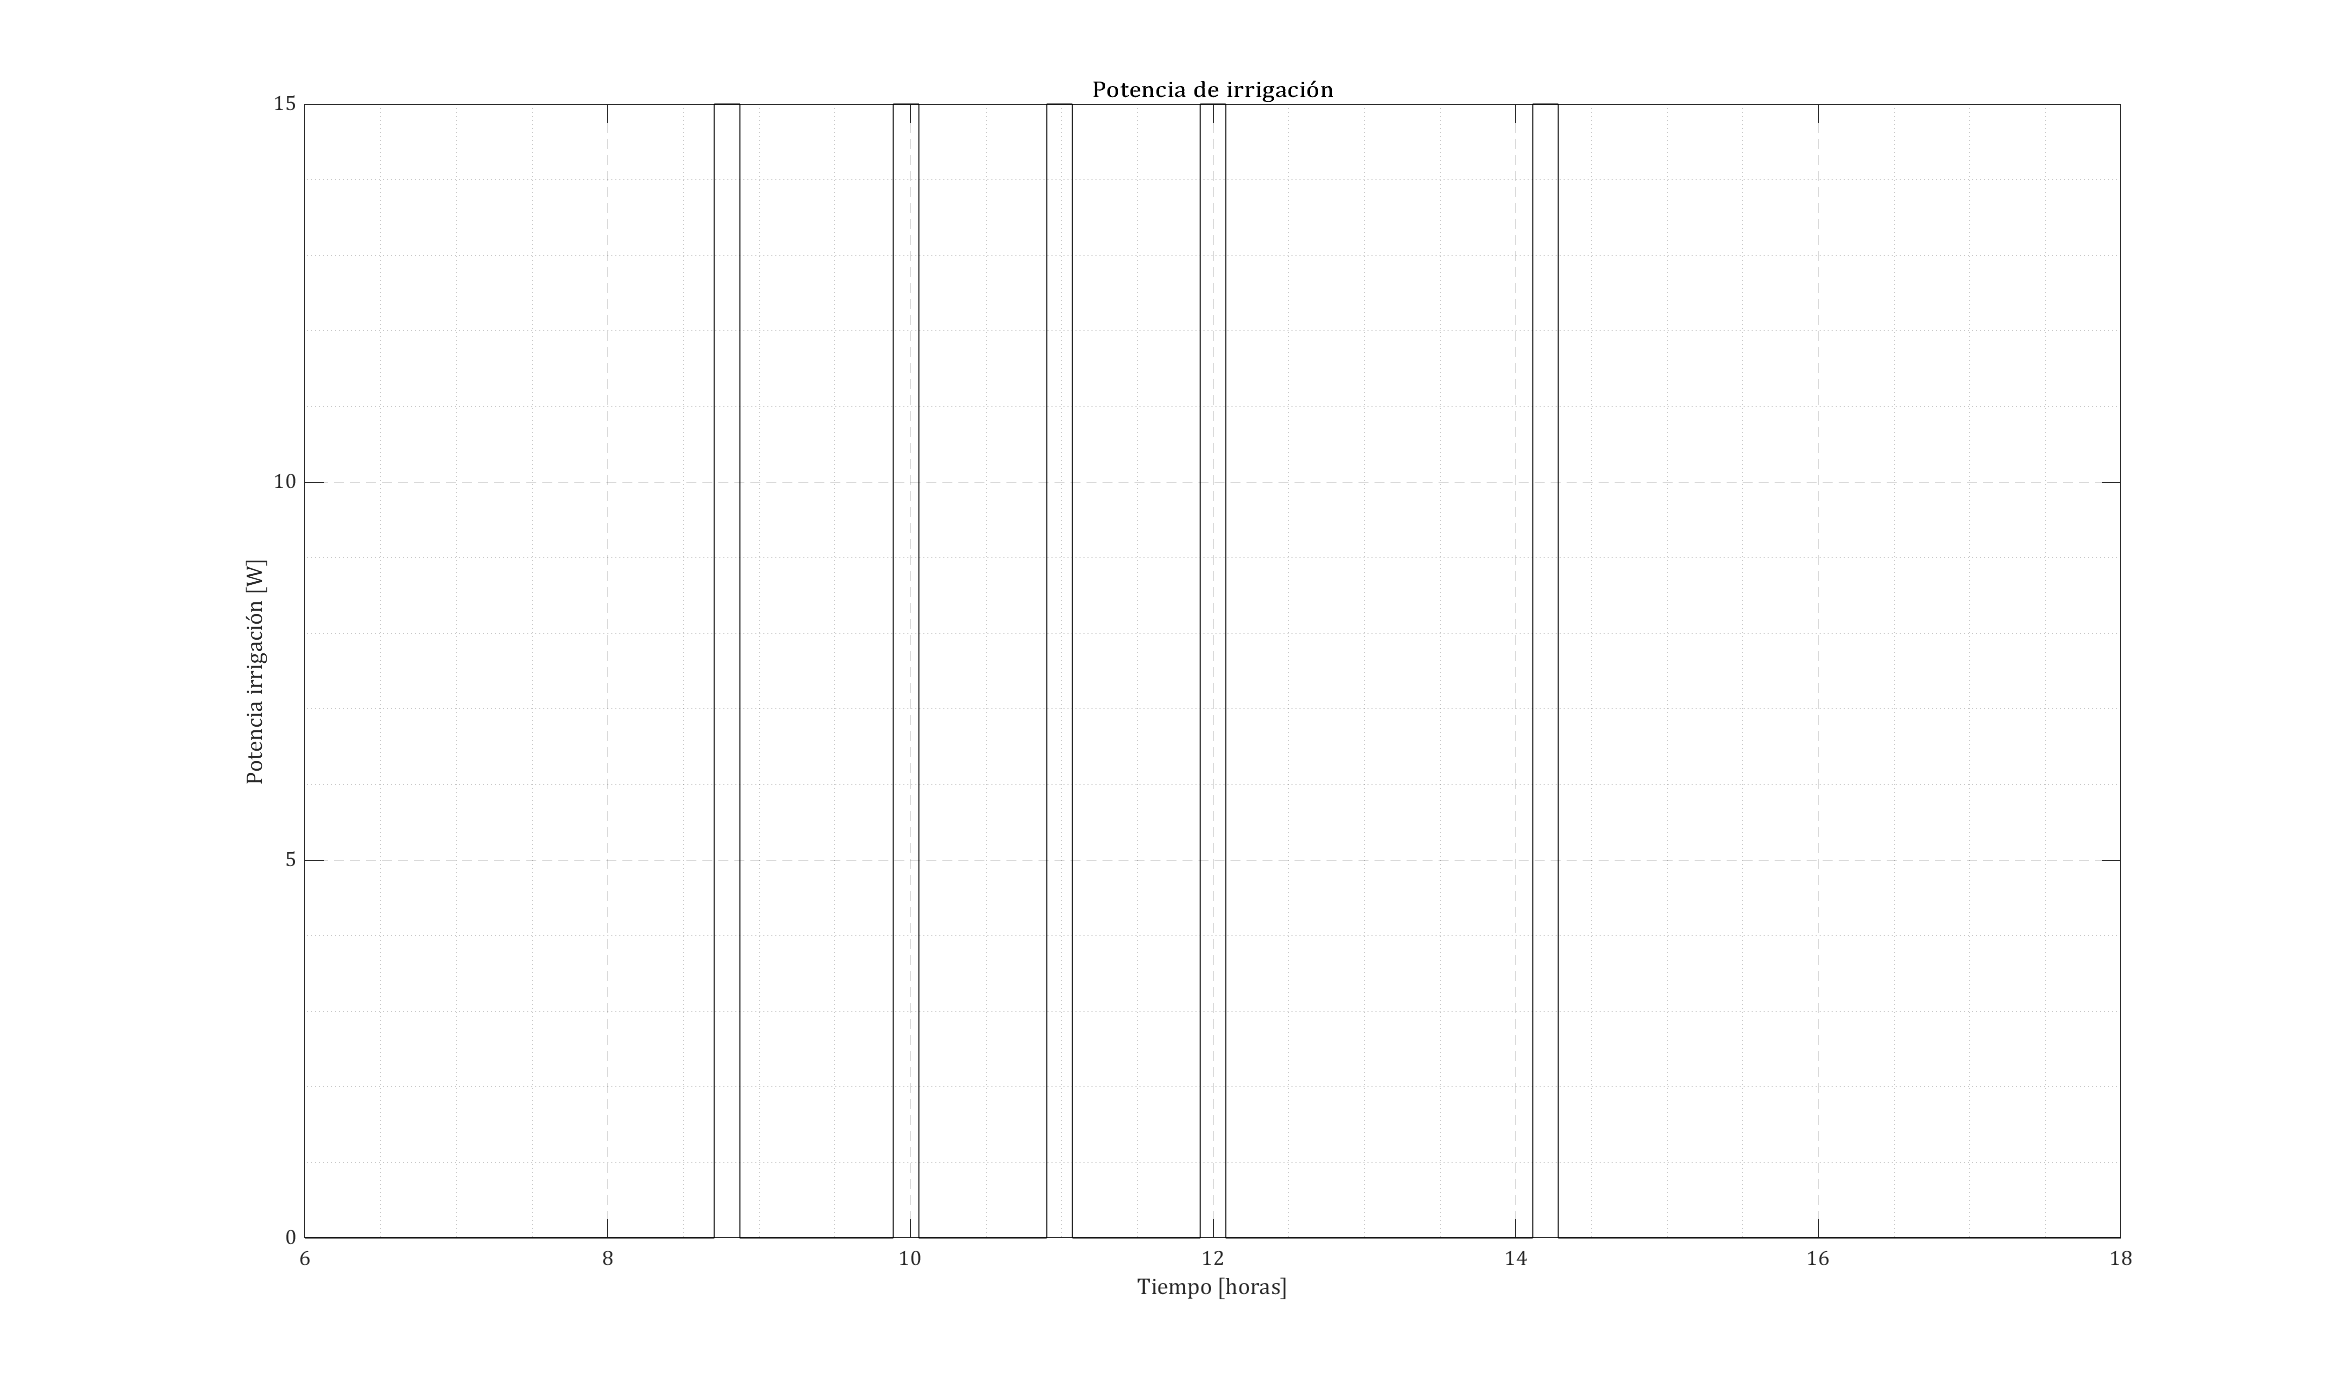 Potencia de irrigación
15
10
5
0
Potencia irrigación [W]
6 8 10 12 14 16 18
Tiempo [horas]